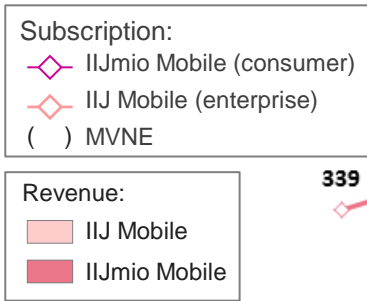 Subscription:
IIJmio Mobile (consumer)
IIJ Mobile (enterprise)
( ) MVNE
Revenue:
IIJ Mobile
IIJmio Mobile
339